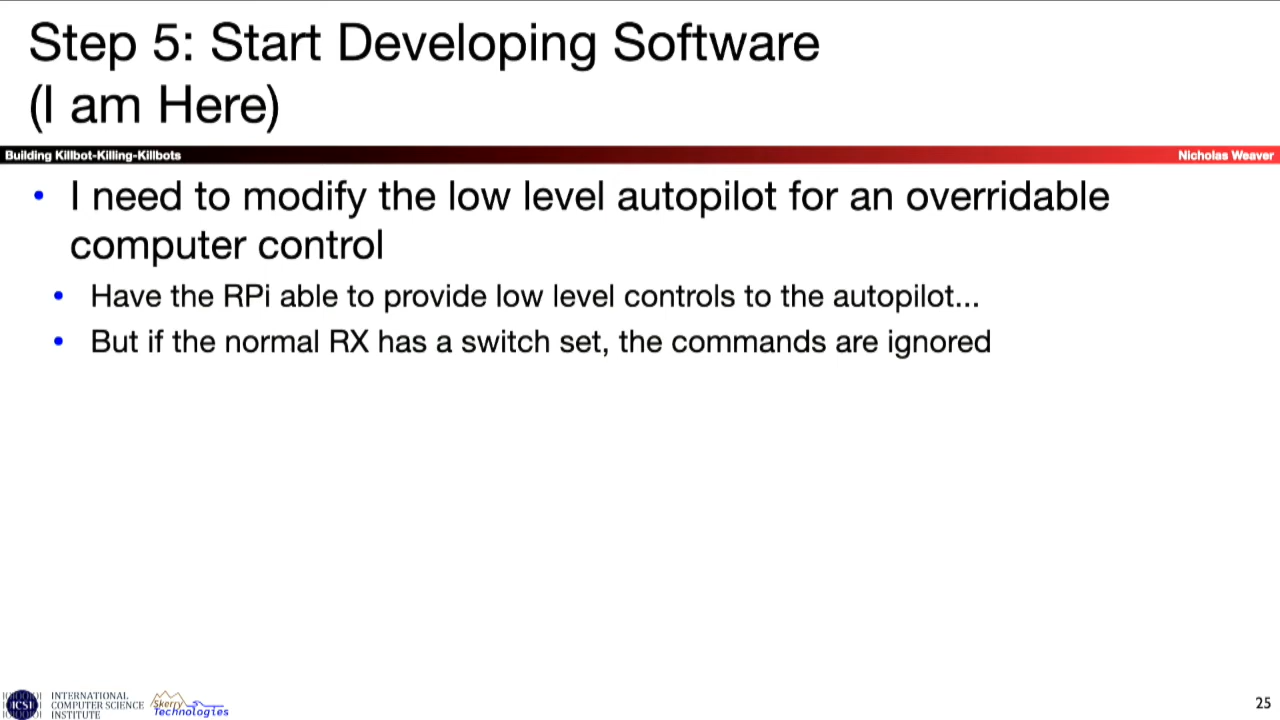 Step 5: Start Developing Software
(I am Here)
Building Killbot-Killing-Killbots
Nicholas Weaver
• I need to modify the low level autopilot for an overridable
computer control
• Have the RPi able to provide low level controls to the autopilot...
• But if the normal RX has a switch set, the commands are ignored
ICSI
INTERNATIONAL
COMPUTER SCIENCE
INSTITUTE
Skerry
Technologies
25